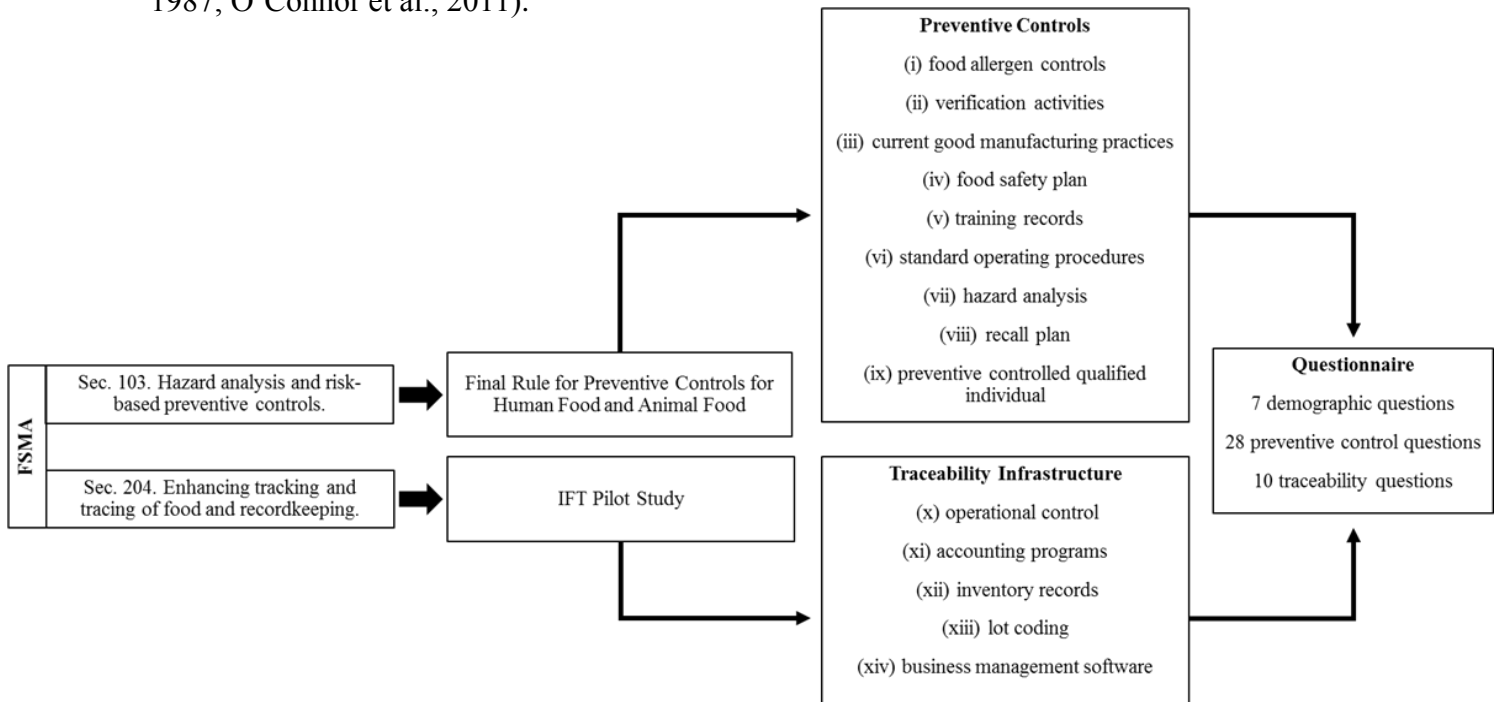 1987; O'Connor et al., 2011).
Preventive Controls
(i) food allergen controls
(ii) verification activities
(iii) current good manufacturing practices
(iv) food safety plan
(v) training records
(vi) standard operating procedures
(vii) hazard analysis
(viii) recall plan
(ix) preventive controlled qualified
individual
FSMA
Sec. 103. Hazard analysis and risk-
based preventive controls.
Final Rule for Preventive Controls for
Human Food and Animal Food
Sec. 204. Enhancing tracking and
tracing of food and recordkeeping.
IFT Pilot Study
Traceability Infrastructure
(x) operational control
(xi) accounting programs
(xii) inventory records
(xiii) lot coding
(xiv) business management software
Questionnaire
7 demographic questions
28 preventive control questions
10 traceability questions